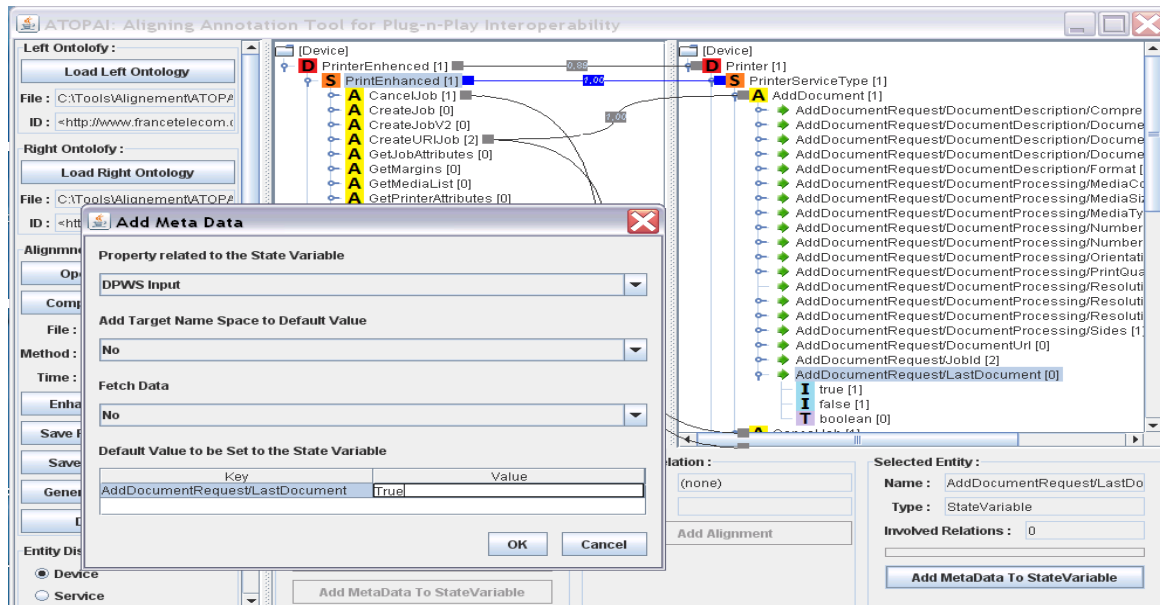 ATOPAI: Aligning Annotation Tool for Plug-n-Play Interoperability
Left Ontolofy :
Load Left Ontology
File : C:\Tools\Alignement\ATOPA
ID : <http://www.francetelecom.c
Right Ontolofy :
Load Right Ontology
File : C:\Tools\Alignement\ATOPA
ID : <htt
Alignmne
Ope
Comp
File :
Method :
Time :
Enha
Save F
Save
Gener
Entity Dis
Device
Service
[Device]
D PrinterEnhenced [1]
S PrintEnhanced [1]
A CancelJob [1]
A CreateJob [0]
A CreateJobV2 [0]
A CreateURIJob [2]
A GetJobAttributes [0]
A GetMargins [0]
A GetMediaList [0]
A GetPrinterAttributes [0]
0,89
1,00
1,00
[Device]
D Printer [1]
S PrinterServiceType [1]
A AddDocument [1]
AddDocumentRequest/DocumentDescription/Compre
AddDocumentRequest/DocumentDescription/Docume
AddDocumentRequest/DocumentDescription/Docume
AddDocumentRequest/DocumentDescription/Docume
AddDocumentRequest/DocumentDescription/Format [
AddDocumentRequest/DocumentProcessing/MediaCo
AddDocumentRequest/DocumentProcessing/MediaSiz
AddDocumentRequest/DocumentProcessing/MediaTy
AddDocumentRequest/DocumentProcessing/Number
AddDocumentRequest/DocumentProcessing/Number
AddDocumentRequest/DocumentProcessing/Orientati
AddDocumentRequest/DocumentProcessing/PrintQua
AddDocumentRequest/DocumentProcessing/Resoluti
AddDocumentRequest/DocumentProcessing/Resoluti
AddDocumentRequest/DocumentProcessing/Resoluti
AddDocumentRequest/DocumentProcessing/Sides [1]
AddDocumentRequest/DocumentUrl [0]
AddDocumentRequest/JobId [2]
AddDocumentRequest/LastDocument [0]
I true [1]
I false [1]
T boolean [0]
A CancelJob [1]
Add Meta Data
Property related to the State Variable
DPWS Input
Add Target Name Space to Default Value
No
Fetch Data
No
Default Value to be Set to the State Variable
Key Value
AddDocumentRequest/LastDocument True
OK Cancel
Add MetaData To StateVariable
lation :
(none)
Add Alignment
Selected Entity :
Name : AddDocumentRequest/LastDo
Type : StateVariable
Involved Relations : 0
Add MetaData To StateVariable